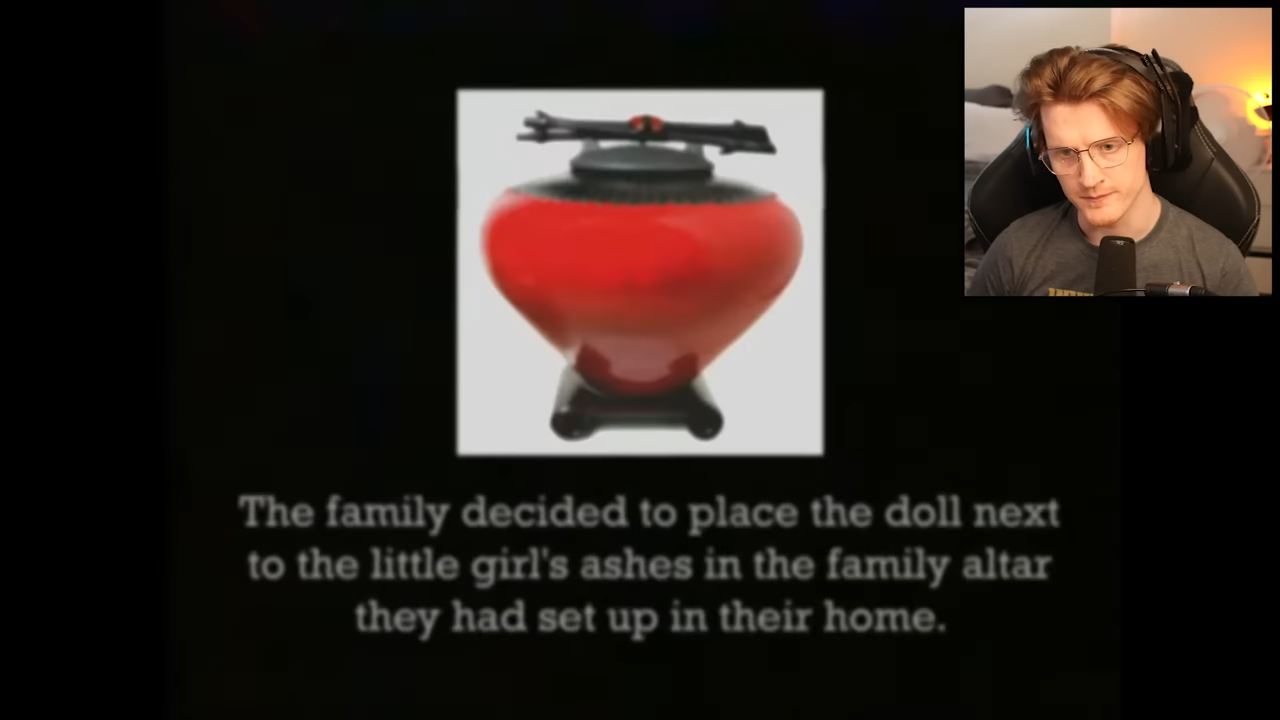 The family decided to place the doll next
to the little girl's ashes in the family altar
they had set up in their home.